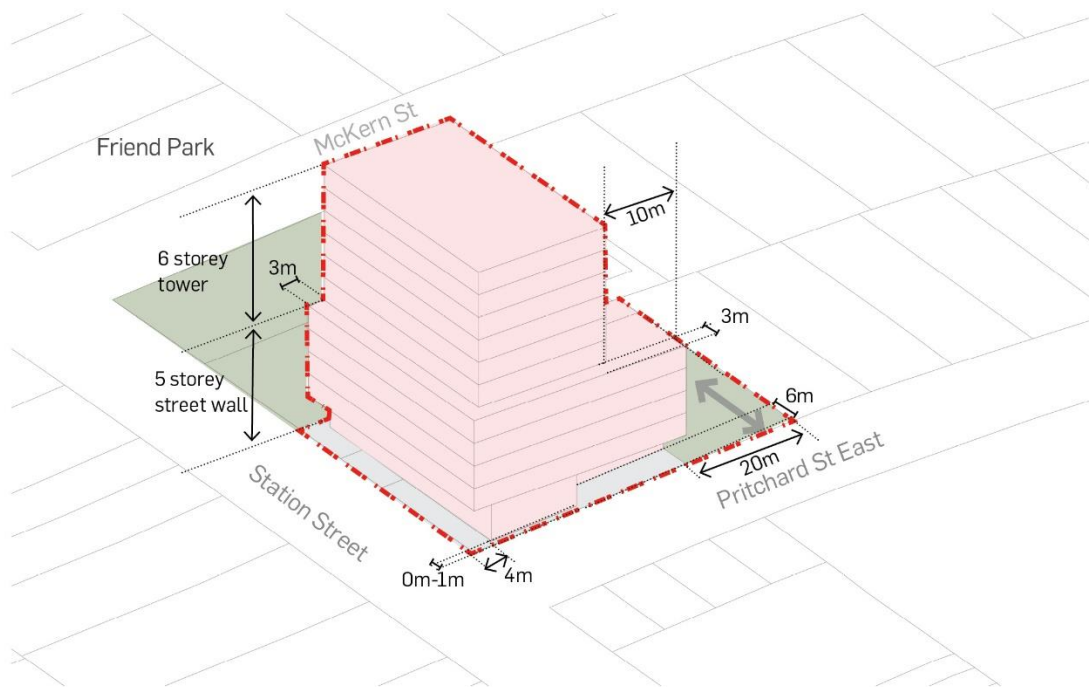 McKern St
Friend Park
10m
6 storey
tower
3m
3m
5 storey
street wall
6m
20m
Pritchard St East
Station Street
0m-1m
4m